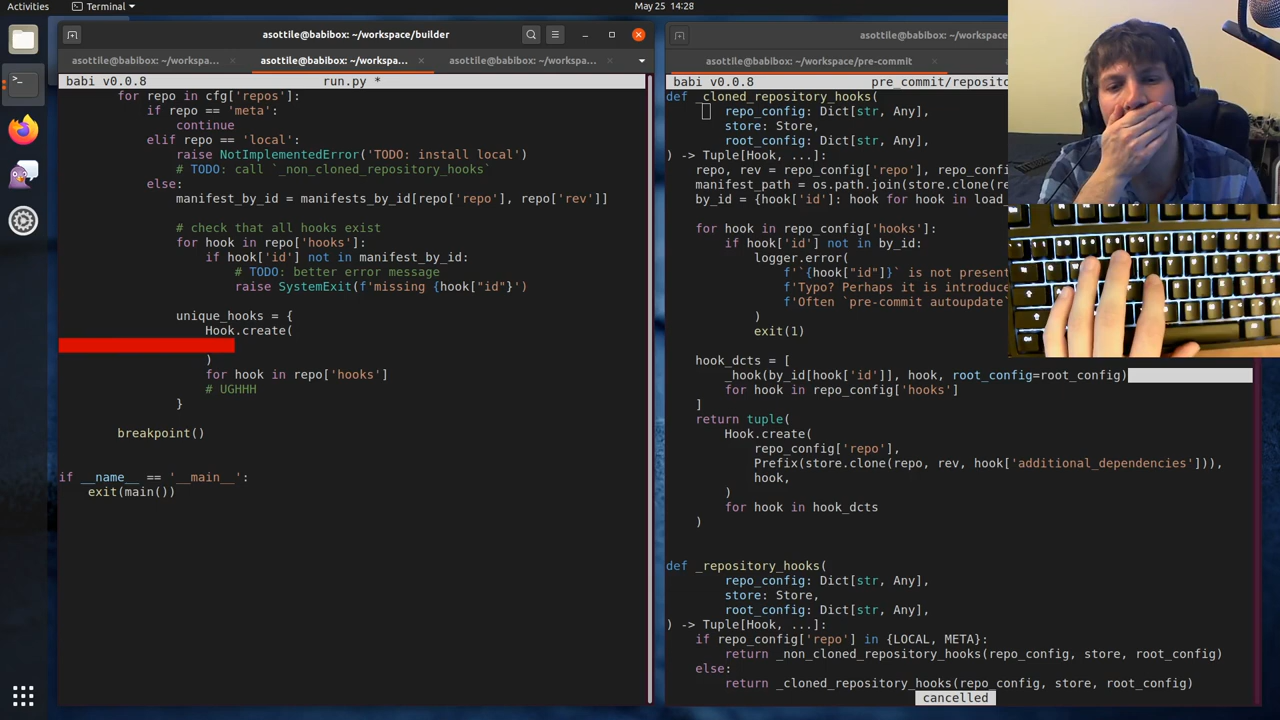 Activities
Terminal
May 25 14:28
asottile@babibox: ~/workspace/builder
asottile@babibox: ~/workspa…
asottile@babibox: ~/workspa…
asottile@babibox: ~/workspa…
babi v0.0.8 run.py *
for repo in cfg['repos']:
if repo == 'meta':
continue
elif repo == 'local':
raise NotImplementedError('TODO: install local')
# TODO: call `_non_cloned_repository_hooks`
else:
manifest_by_id = manifests_by_id[repo['repo'], repo['rev']]
# check that all hooks exist
for hook in repo['hooks']:
if hook['id'] not in manifest_by_id:
# TODO: better error message
raise SystemExit(f'missing {hook["id"}')
unique_hooks = {
Hook.create(
)
for hook in repo['hooks']
# UGHHH
}
breakpoint()
if __name__ == '__main__':
exit(main())
asottile@babibox: ~/workspace
asottile@babibox: ~/workspace/pre-commit
babi v0.0.8 pre_commit/reposito
def _cloned_repository_hooks(
repo_config: Dict[str, Any],
store: Store,
root_config: Dict[str, Any],
) -> Tuple[Hook, ...]:
repo, rev = repo_config['repo'],
manifest_path = os.path.join(store.clone(re
by_id = {hook['id']: hook for hook in load_
for hook in repo_config['hooks']:
if hook['id'] not in by_id:
logger.error(
f'`{hook["id"]}` is not present
f'Typo? Perhaps it is introduce
f'Often `pre-commit autoupdate`
)
exit(1)
hook_dcts = [
_hook(by_id[hook['id']], hook, root_config=root_config)
for hook in repo_config['hooks']
]
return tuple(
Hook.create(
repo_config['repo'],
Prefix(store.clone(repo, rev, hook['additional_dependencies'])),
hook,
)
for hook in hook_dcts
)
def _repository_hooks(
repo_config: Dict[str, Any],
store: Store,
root_config: Dict[str, Any],
) -> Tuple[Hook, ...]:
if repo_config['repo'] in {LOCAL, META}:
return _non_cloned_repository_hooks(repo_config, store, root_config)
else:
return _cloned_repository_hooks(repo_config, store, root_config)
cancelled